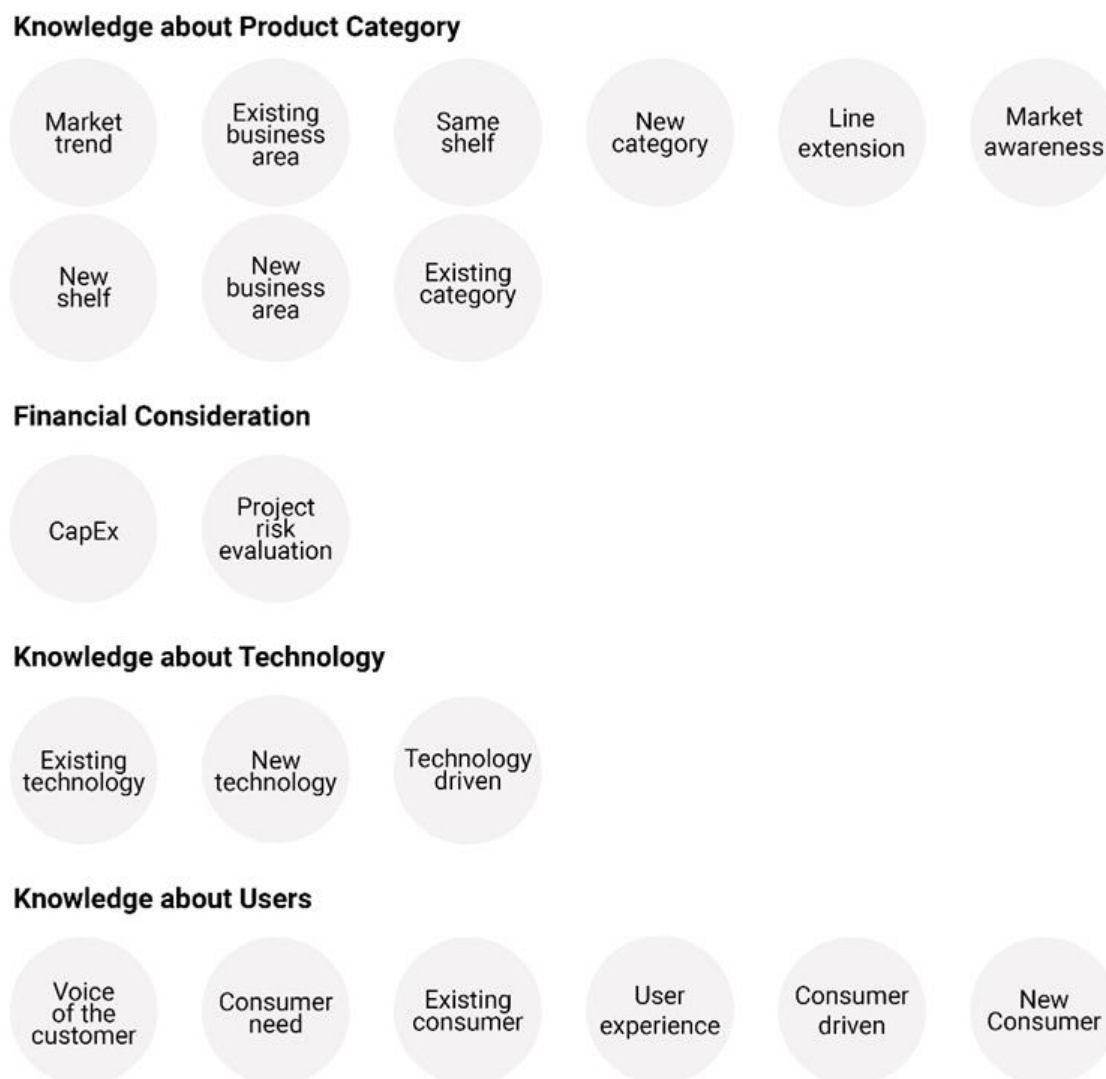 Knowledge about Product Category
Market
trend
Existing
business
area
Same
shelf
New
category
Line
extension
Market
awareness
New
shelf
New
business
area
Existing
category
Financial Consideration
CapEx
Project
risk
evaluation
Knowledge about Technology
Existing
technology
New
technology
Technology
driven
Knowledge about Users
Voice
of the
customer
Consumer
need
Existing
consumer
User
experience
Consumer
driven
New
Consumer